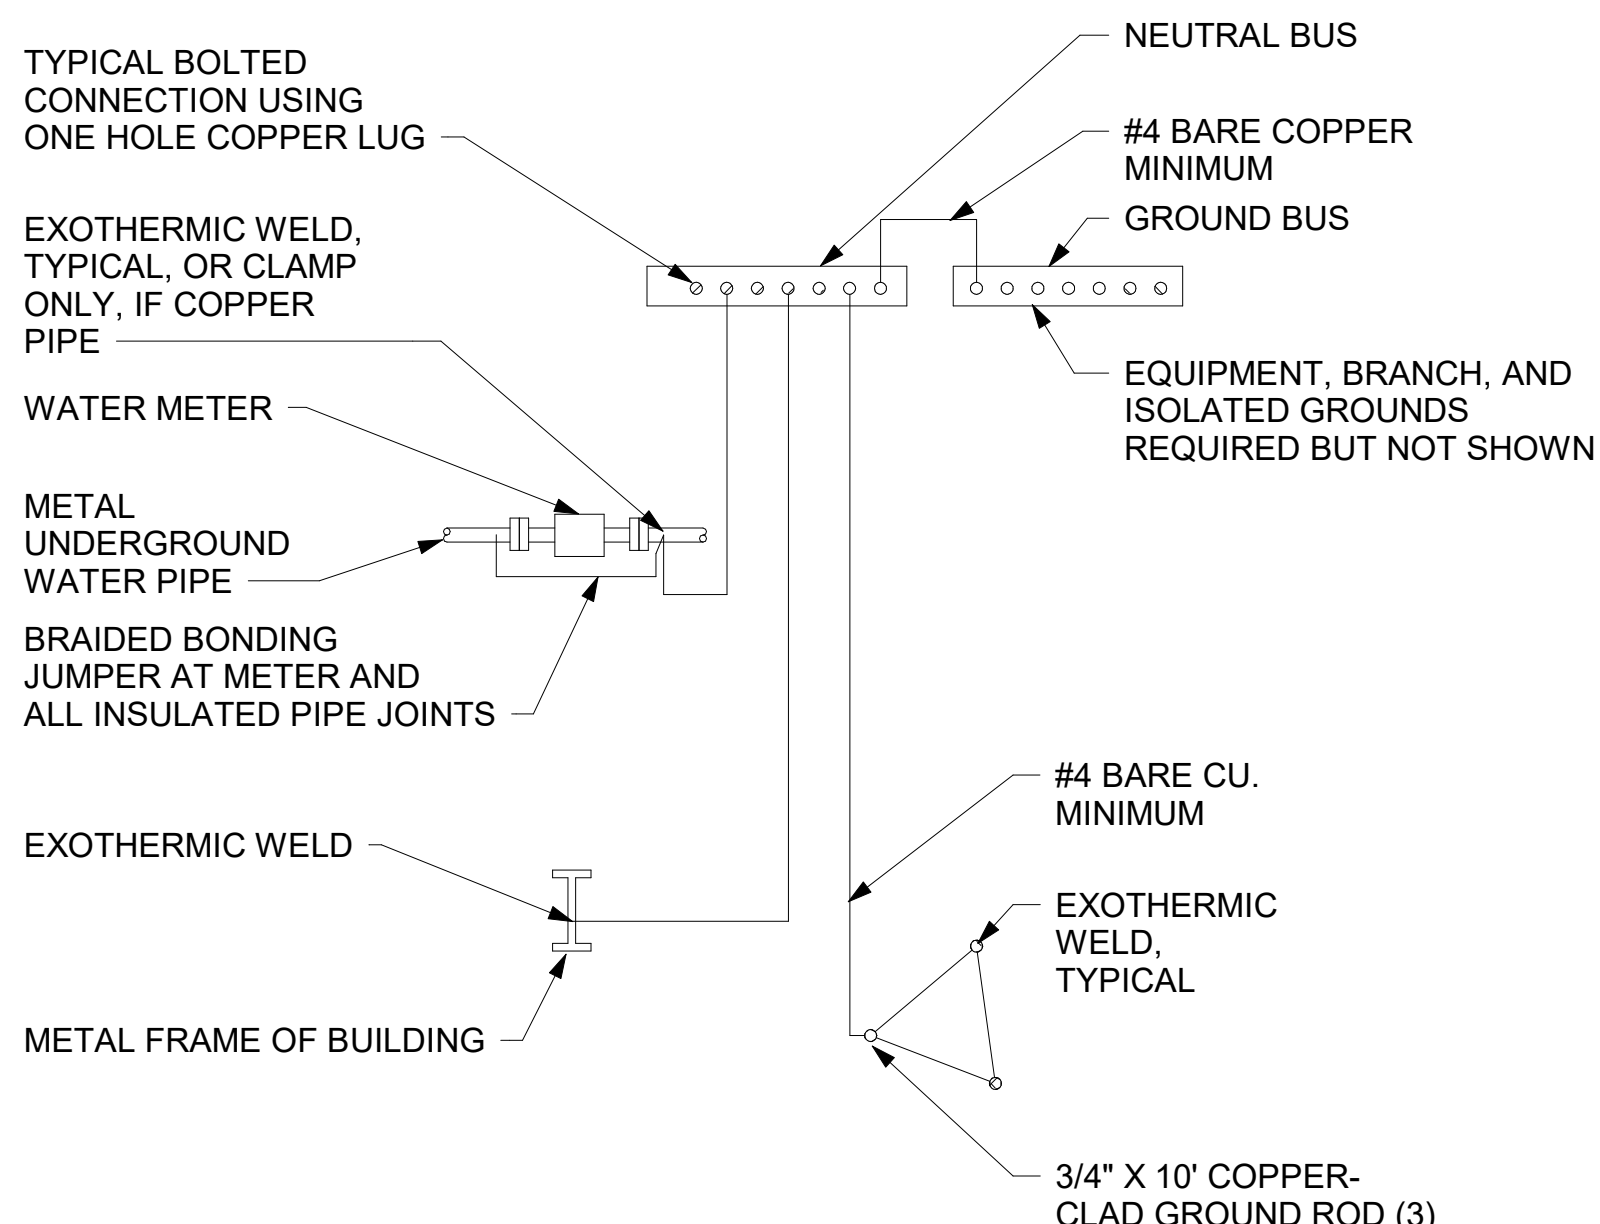 TYPICAL BOLTED
CONNECTION USING
ONE HOLE COPPER LUG
EXOTHERMIC WELD,
TYPICAL, OR CLAMP
ONLY, IF COPPER
PIPE
WATER METER
METAL
UNDERGROUND
WATER PIPE
BRAIDED BONDING
JUMPER AT METER AND
ALL INSULATED PIPE JOINTS
EXOTHERMIC WELD
METAL FRAME OF BUILDING
NEUTRAL BUS
#4 BARE COPPER
MINIMUM
GROUND BUS
EQUIPMENT, BRANCH, AND
ISOLATED GROUNDS
REQUIRED BUT NOT SHOWN
#4 BARE CU.
MINIMUM
EXOTHERMIC
WELD,
TYPICAL
3/4" X 10' COPPER-
CLAD GROUND ROD (3)